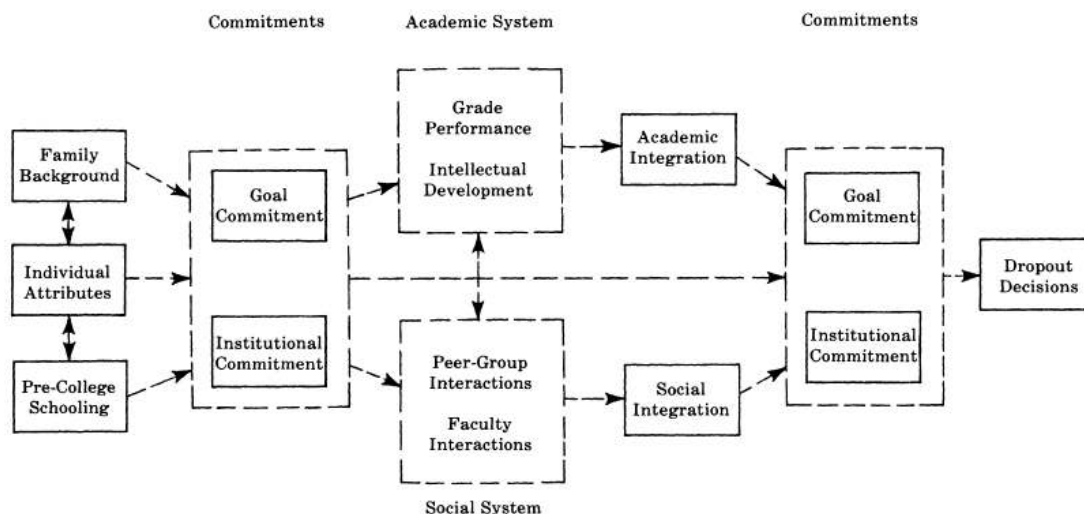 Commitments
Academic System
Commitments
Family
Background
Individual
Attributes
Pre-College
Schooling
Goal
Commitment
Institutional
Commitment
Grade
Performance
Intellectual
Development
Peer-Group
Interactions
Faculty
Interactions
Social System
Academic
Integration
Social
Integration
Goal
Commitment
Institutional
Commitment
Dropout
Decisions